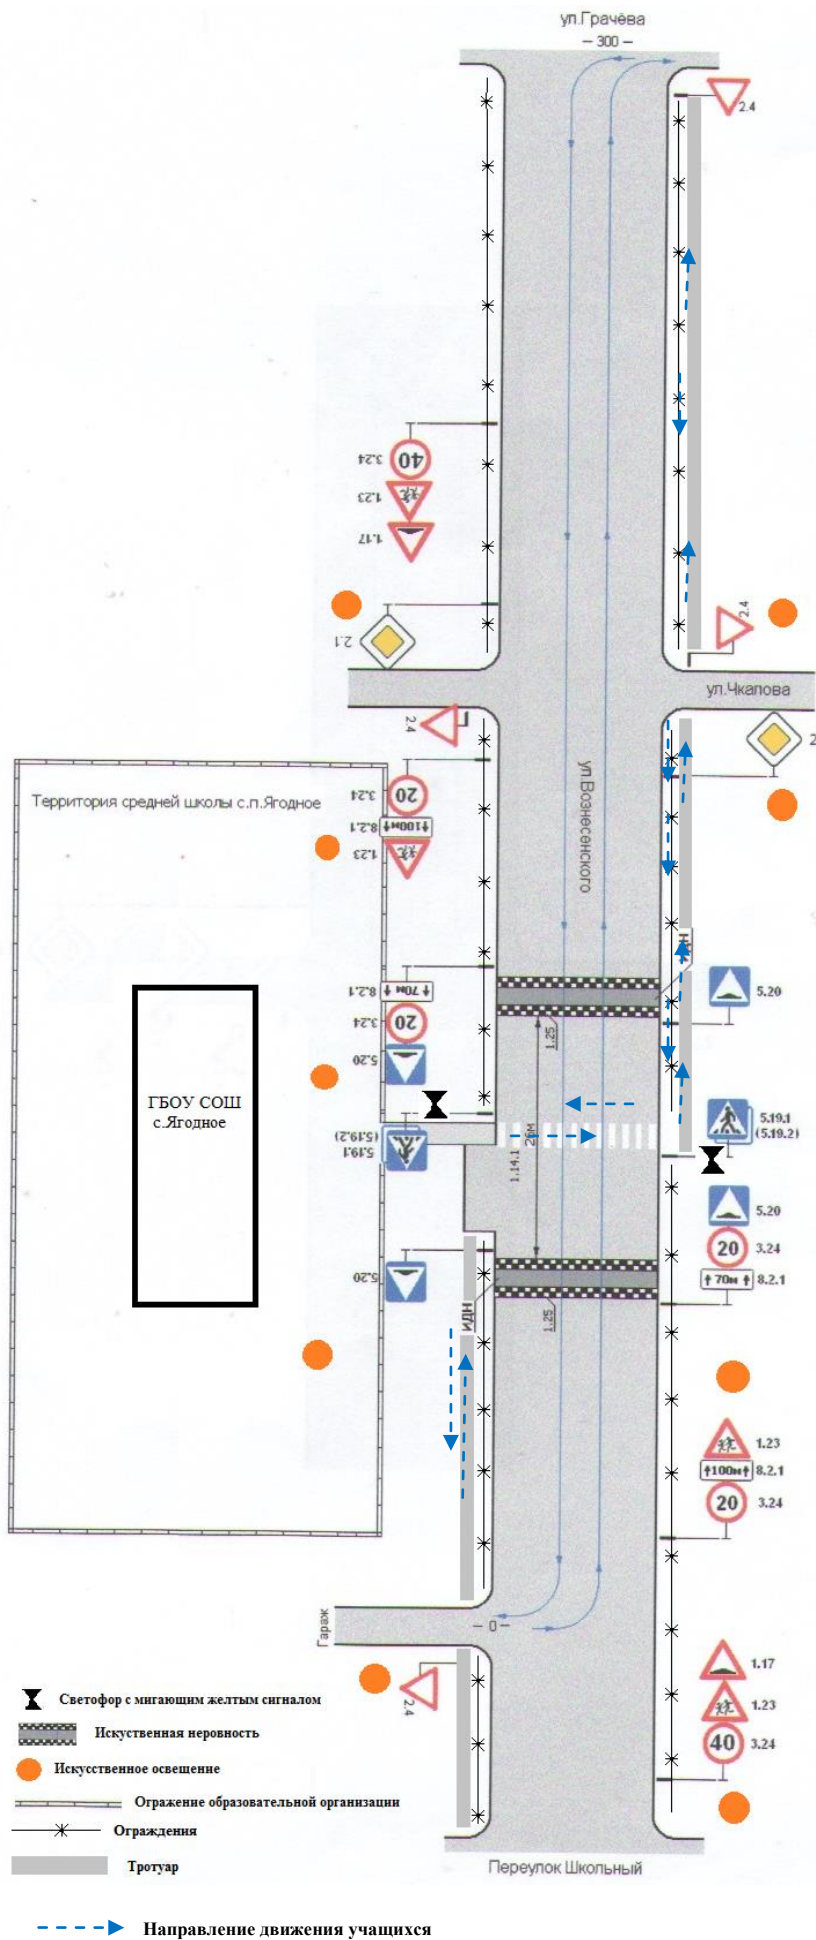 ул.Грачёва
– 300 –
2.4
3.24
40
1.23
1.17
2.4
2.1
ул.Чкалова
2.4
2
Территория средней школы с.п.Ягодное
3.24
20
8.2.1
↑100м↑
1.23
ул.Вознесенского
8.2.1
↑ 70м ↑
3.24
20
5.20
5.20
1.25
ГБОУ СОШ
с.Ягодное
5.19.1
(5.19.2)
26м
1.14.1
5.19.1
(5.19.2)
5.20
20
3.24
↑ 70м ↑
8.2.1
5.20
ИДН
1.25
1.23
↑100м↑
8.2.1
20
3.24
Гараж
– 0 –
2.4
1.17
1.23
40
3.24
Светофор с мигающим желтым сигналом
Искуственная неровность
Искусственное освещение
Огражение образовательной организации
Ограждения
Тротуар
Переулок Школьный
Направление движения учащихся